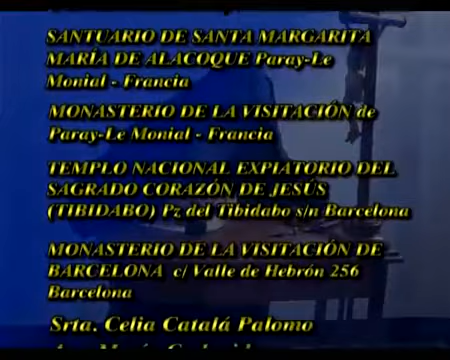 SANTUARIO DE SANTA MARGARITA
MARÍA DE ALACOQUE Paray-Le
Monial - Francia
MONASTERIO DE LA VISITACIÓN de
Paray-Le Monial - Francia
TEMPLO NACIONAL EXPIATORIO DEL
SAGRADO CORAZÓN DE JESÚS
(TIBIDABO) Pz del Tibidabo s/n Barcelona
MONASTERIO DE LA VISITACIÓN DE
BARCELONA c/ Valle de Hebrón 256
Barcelona
Srta. Celia Catalá Palomo